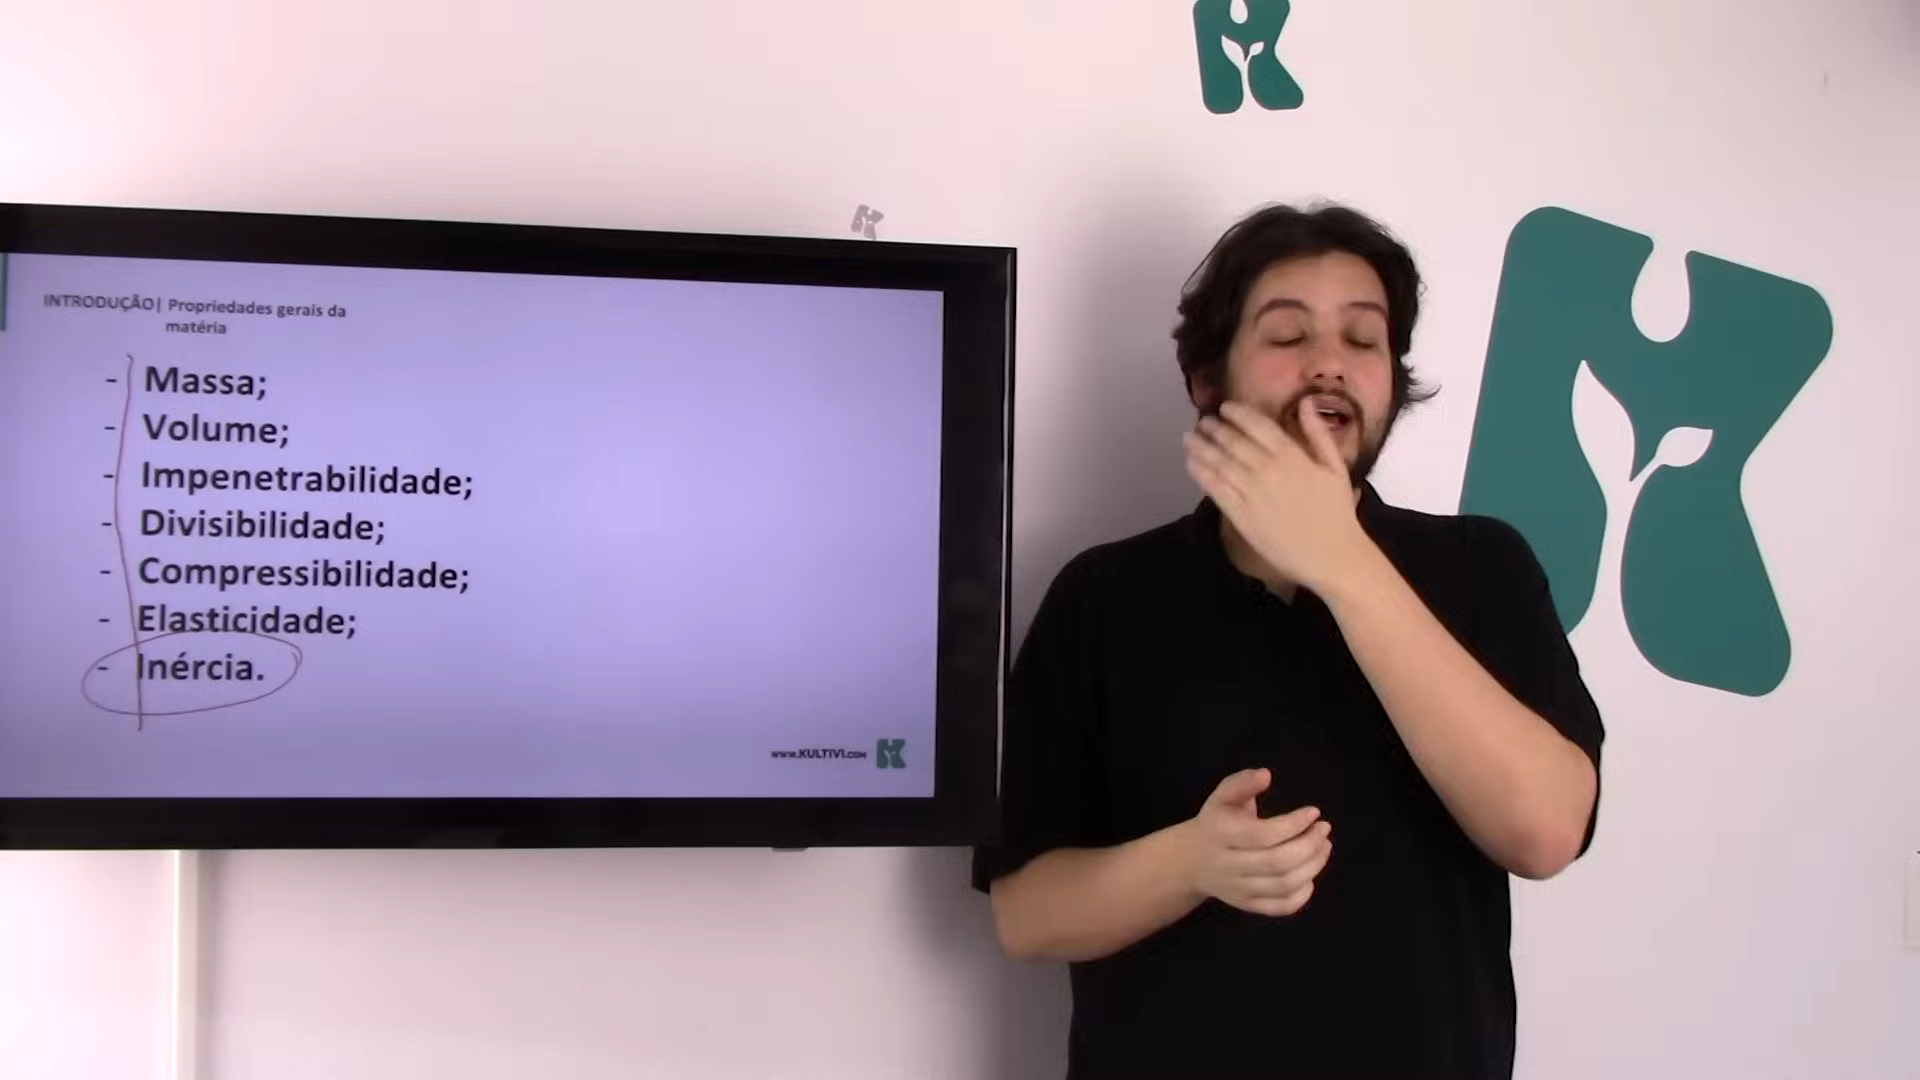 INTRODUÇÃO| Propriedades gerais da
matéria
- Massa;
- Volume;
- Impenetrabilidade;
- Divisibilidade;
- Compressibilidade;
- Elasticidade;
- Inércia.
www.KULTIVI.COM